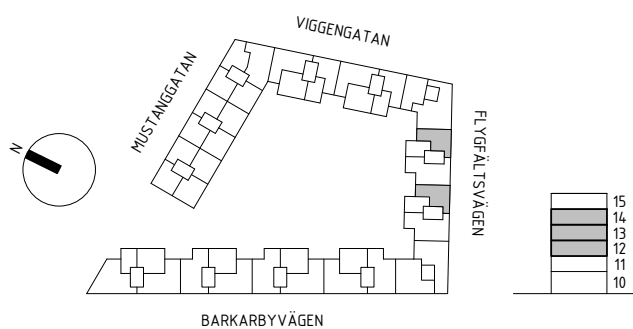 VIGGENGATAN
MUSTANGGATAN
FLYGFÄLTSVÄGEN
N
15
14
13
12
11
10
BARKARBYVÄGEN